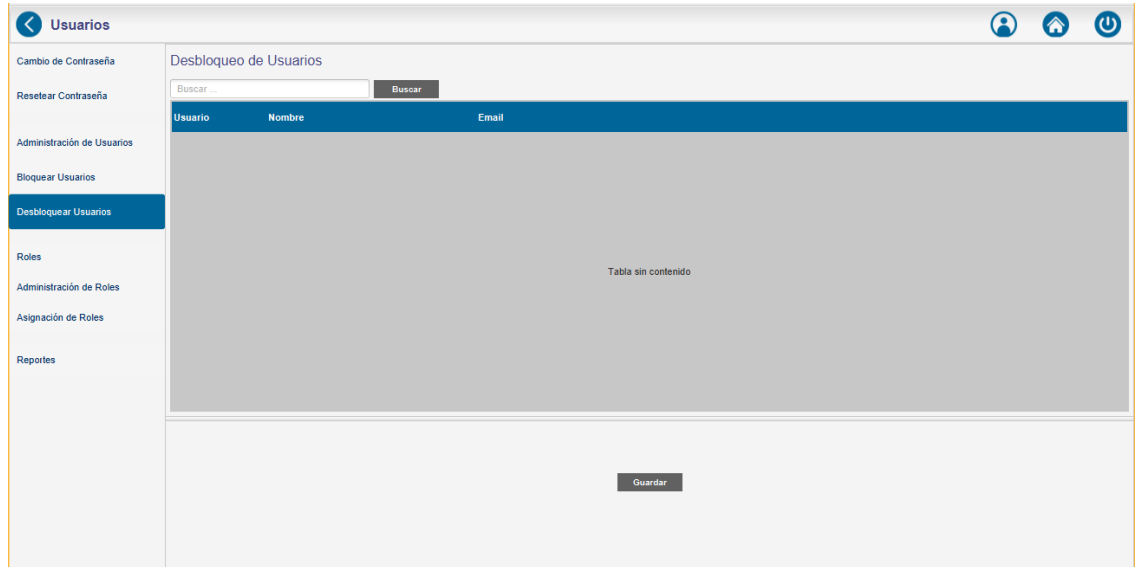 Usuarios
Cambio de Contraseña
Resetear Contraseña
Administración de Usuarios
Bloquear Usuarios
Desbloquear Usuarios
Roles
Administración de Roles
Asignación de Roles
Reportes
Desbloqueo de Usuarios
Buscar ...
Buscar
Usuario Nombre Email
Tabla sin contenido
Guardar